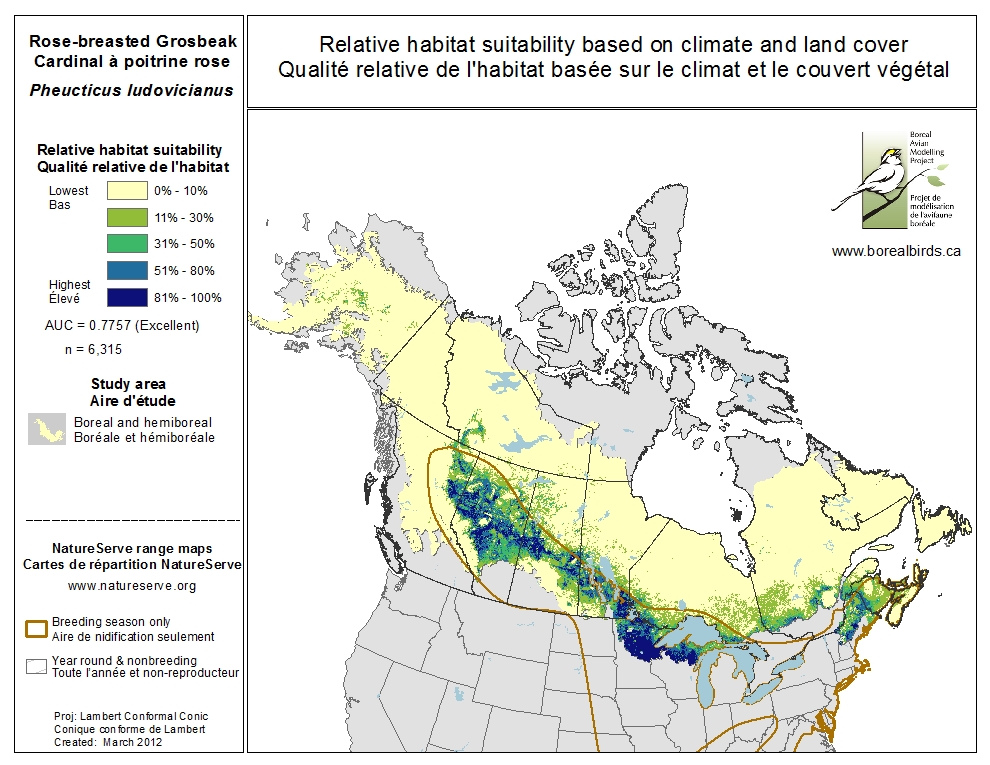 Rose-breasted Grosbeak
Cardinal à poitrine rose
Pheucticus ludovicianus
Relative habitat suitability based on climate and land cover
Qualité relative de l'habitat basée sur le climat et le couvert végétal
Relative habitat suitability
Qualité relative de l'habitat
Lowest
Bas
0% - 10%
11% - 30%
31% - 50%
51% - 80%
Highest
Élevé
81% - 100%
AUC = 0.7757 (Excellent)
n = 6,315
Study area
Aire d'étude
Boreal and hemiboreal
Boréale et hémiboréale
NatureServe range maps
Cartes de répartition NatureServe
www.natureserve.org
Breeding season only
Aire de nidification seulement
Year round & nonbreeding
Toute l'année et non-reproducteur
Proj: Lambert Conformal Conic
Conique conforme de Lambert
Created: March 2012
Boreal
Avian
Modelling
Project
Projet de
modélisation
de l'avifaune
boréale
www.borealbirds.ca